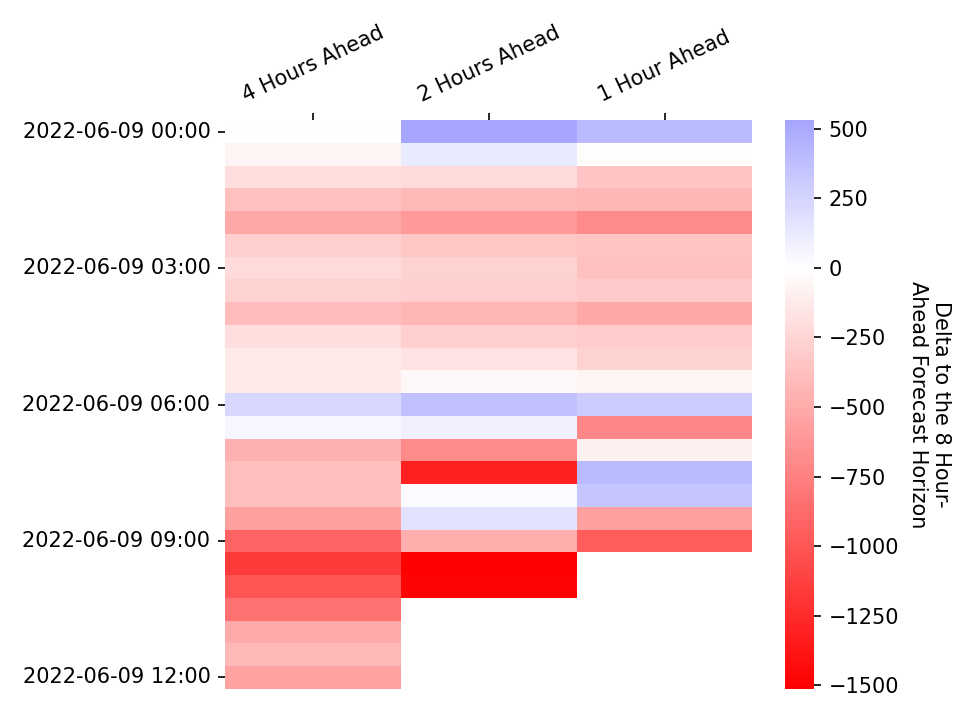 4 Hours Ahead
2 Hours Ahead
1 Hour Ahead
2022-06-09 00:00
2022-06-09 03:00
2022-06-09 06:00
2022-06-09 09:00
2022-06-09 12:00
500
250
0
−250
−500
−750
−1000
−1250
−1500
Delta to the 8 Hour-
Ahead Forecast Horizon